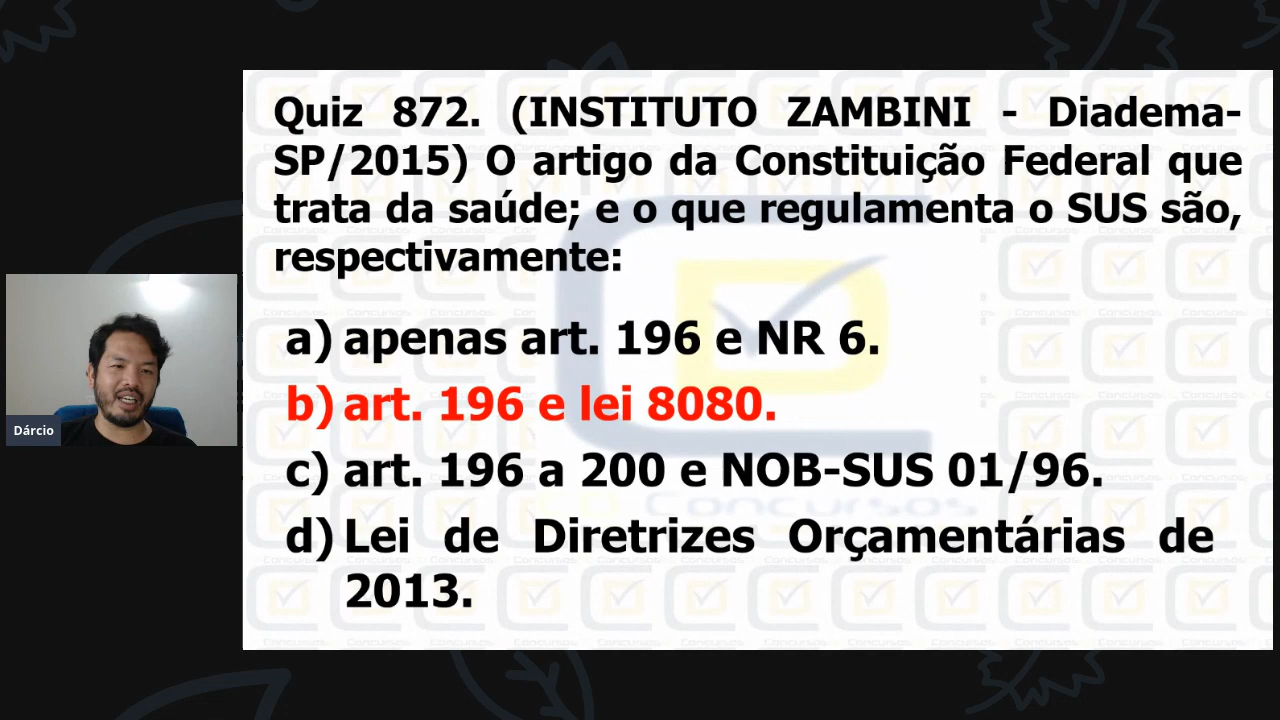 Quiz 872. (INSTITUTO ZAMBINI - Diadema-
SP/2015) O artigo da Constituição Federal que
trata da saúde; e o que regulamenta o SUS são,
respectivamente:
a) apenas art. 196 e NR 6.
b) art. 196 e lei 8080.
c) art. 196 a 200 e NOB-SUS 01/96.
d) Lei de Diretrizes Orçamentárias de
2013.
Dárcio
Concursos